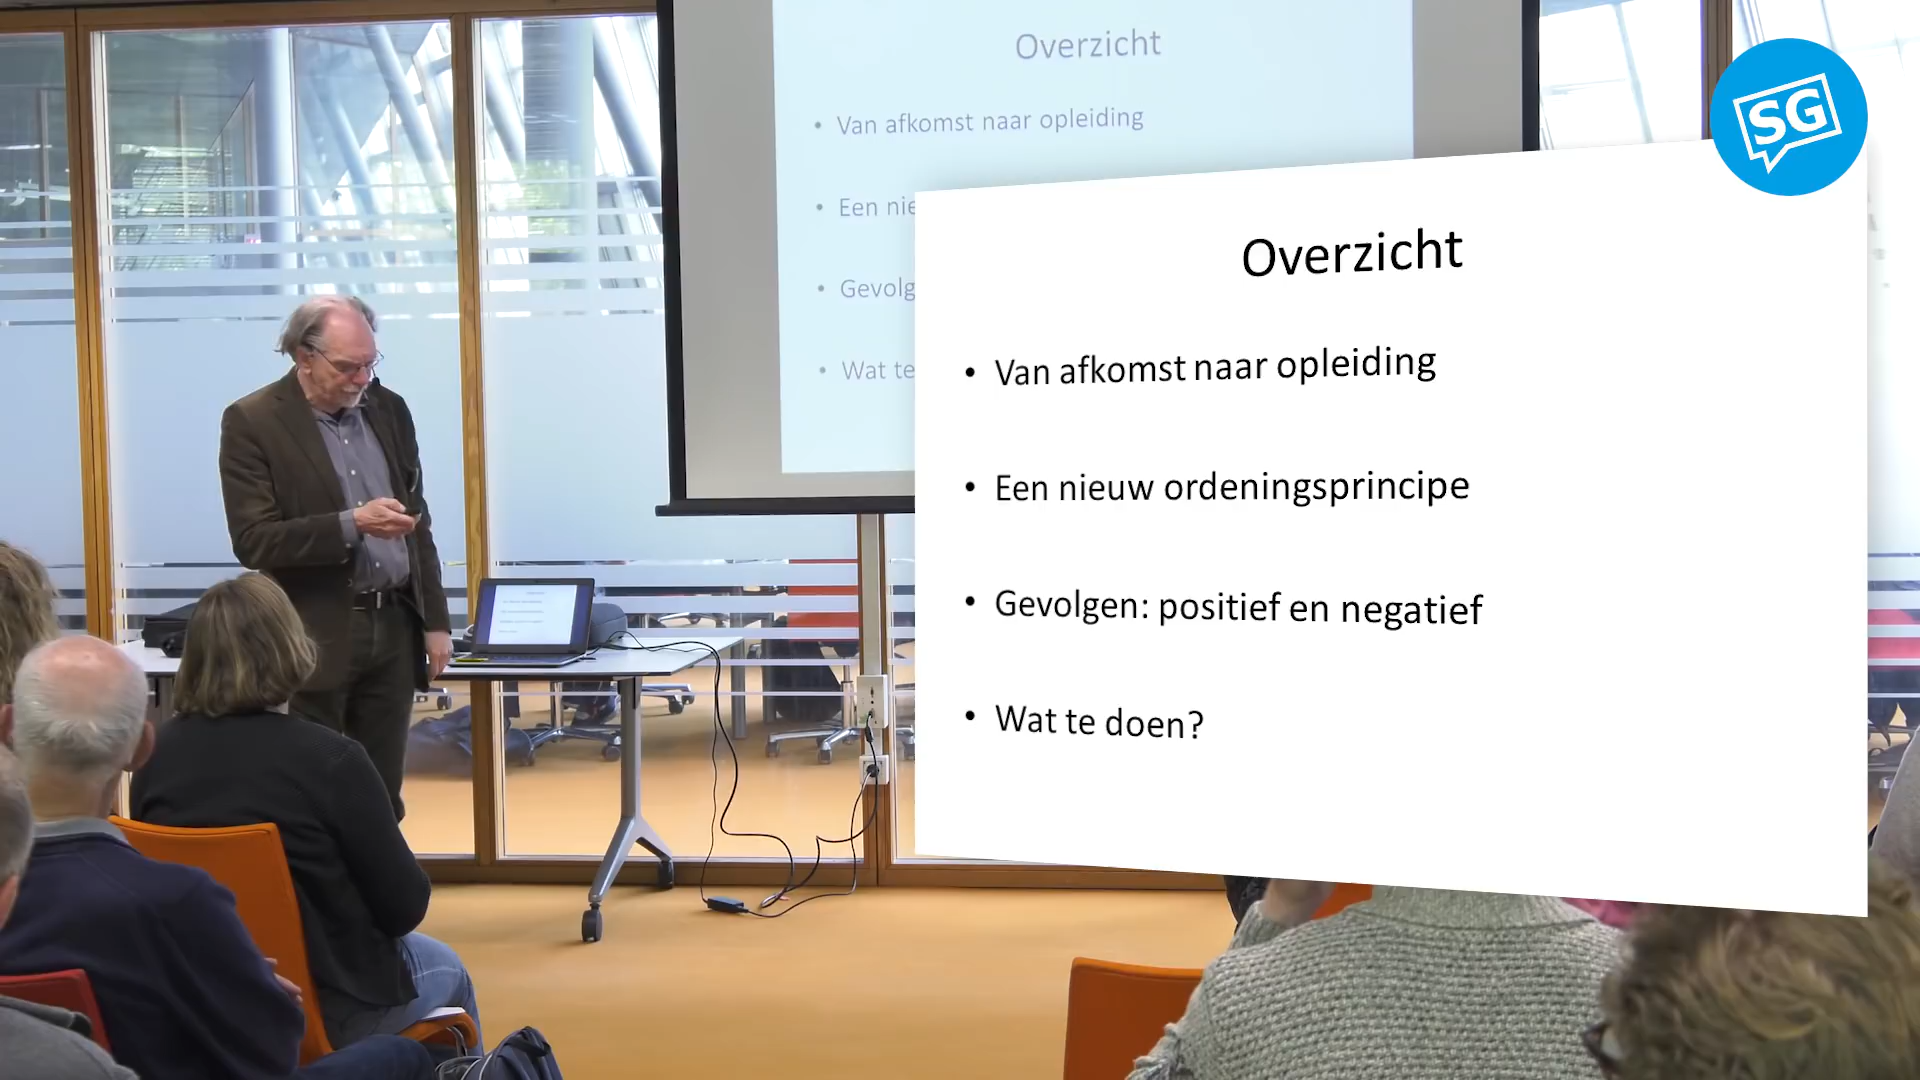 Overzicht
• Van afkomst naar opleiding
• Een nie
• Gevolg
• Wat te
SG
Overzicht
• Van afkomst naar opleiding
• Een nieuw ordeningsprincipe
• Gevolgen: positief en negatief
• Wat te doen?